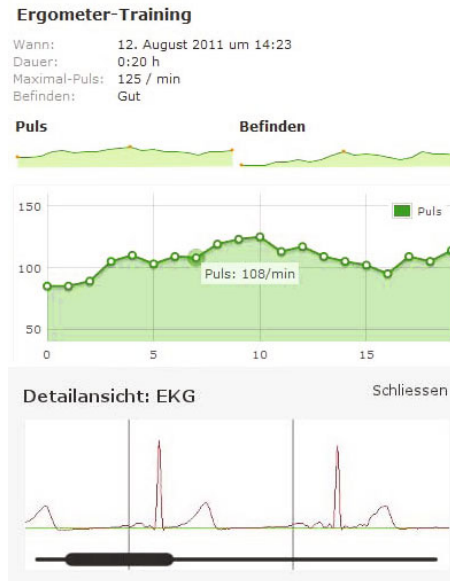 Ergometer-Training
Wann: 12. August 2011 um 14:23
Dauer: 0:20 h
Maximal-Puls: 125 / min
Befinden: Gut
Puls Befinden
150
Puls
100
Puls: 108/min
50
0 5 10 15
Detailansicht: EKG Schliessen